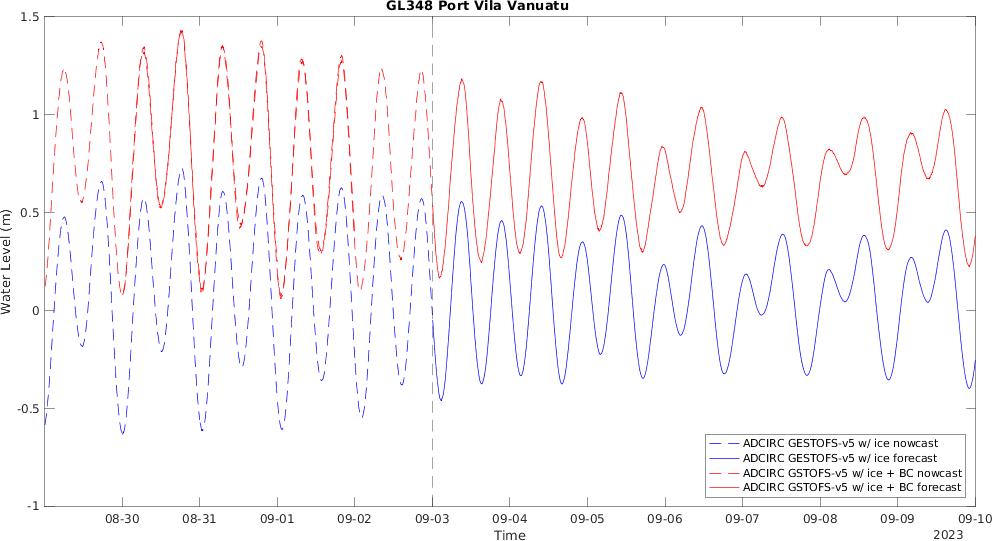 GL348 Port Vila Vanuatu
1.5
1
0.5
0
-0.5
-1
Water Level (m)
08-30 08-31 09-01 09-02 09-03 09-04 09-05 09-06 09-07 09-08 09-09 09-10
Time
2023
ADCIRC GESTOFS-v5 w/ ice nowcast
ADCIRC GESTOFS-v5 w/ ice forecast
ADCIRC GSTOFS-v5 w/ ice + BC nowcast
ADCIRC GSTOFS-v5 w/ ice + BC forecast